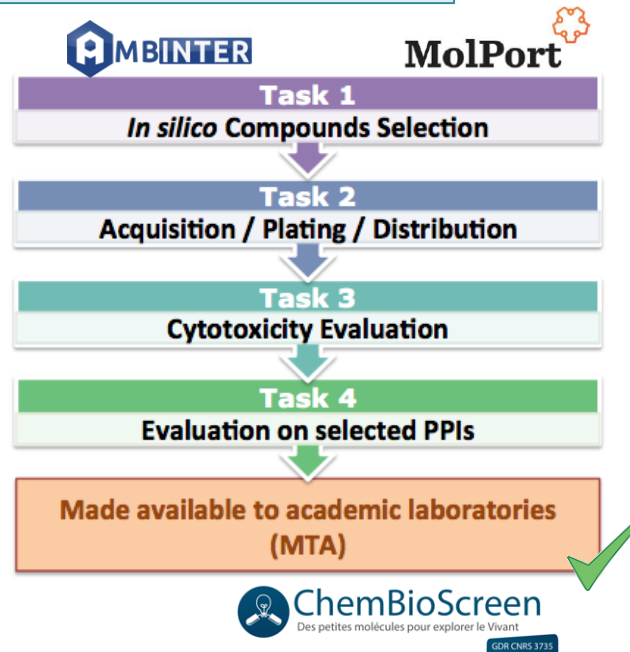 AMBINTER
MolPort
Task 1
In silico Compounds Selection
Task 2
Acquisition / Plating / Distribution
Task 3
Cytotoxicity Evaluation
Task 4
Evaluation on selected PPIs
Made available to academic laboratories
(MTA)
ChemBioScreen
Des petites molécules pour explorer le Vivant
GDR CNRS 3735